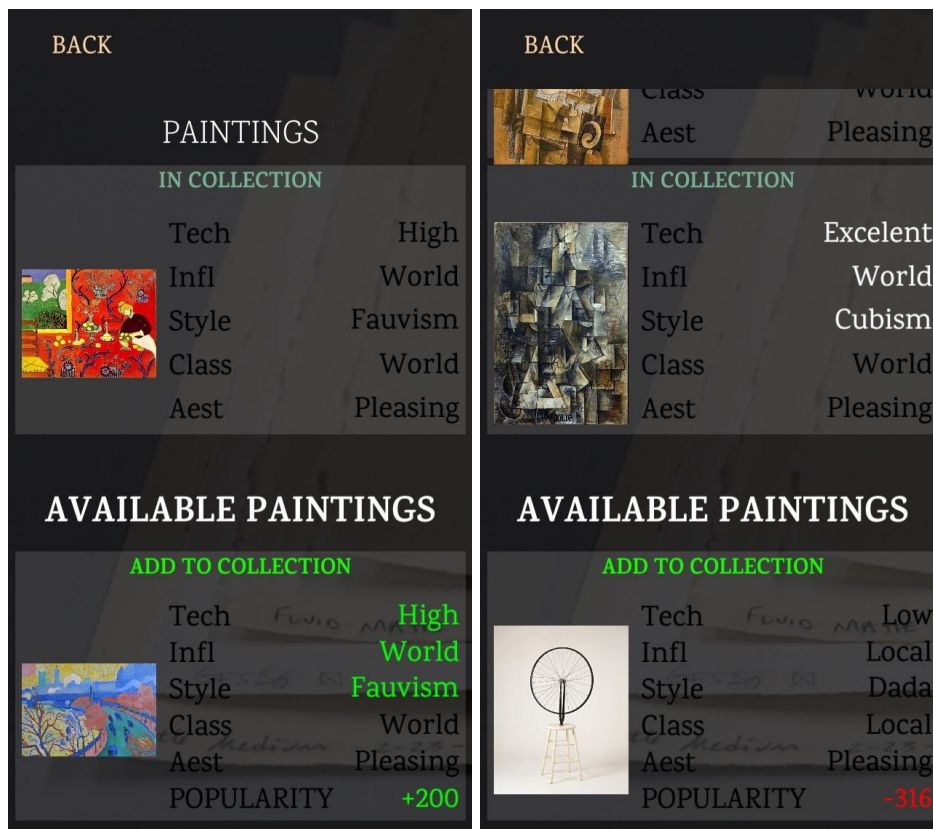 BACK
PAINTINGS
IN COLLECTION
Tech High
Infl World
Style Fauvism
Class World
Aest Pleasing
AVAILABLE PAINTINGS
ADD TO COLLECTION
Tech High
Infl World
Style Fauvism
Class World
Aest Pleasing
POPULARITY +200
BACK
Class World
Aest Pleasing
IN COLLECTION
Tech Excelent
Infl World
Style Cubism
Class World
Aest Pleasing
AVAILABLE PAINTINGS
ADD TO COLLECTION
Tech Low
Infl Local
Style Dada
Class Local
Aest Pleasing
POPULARITY -316